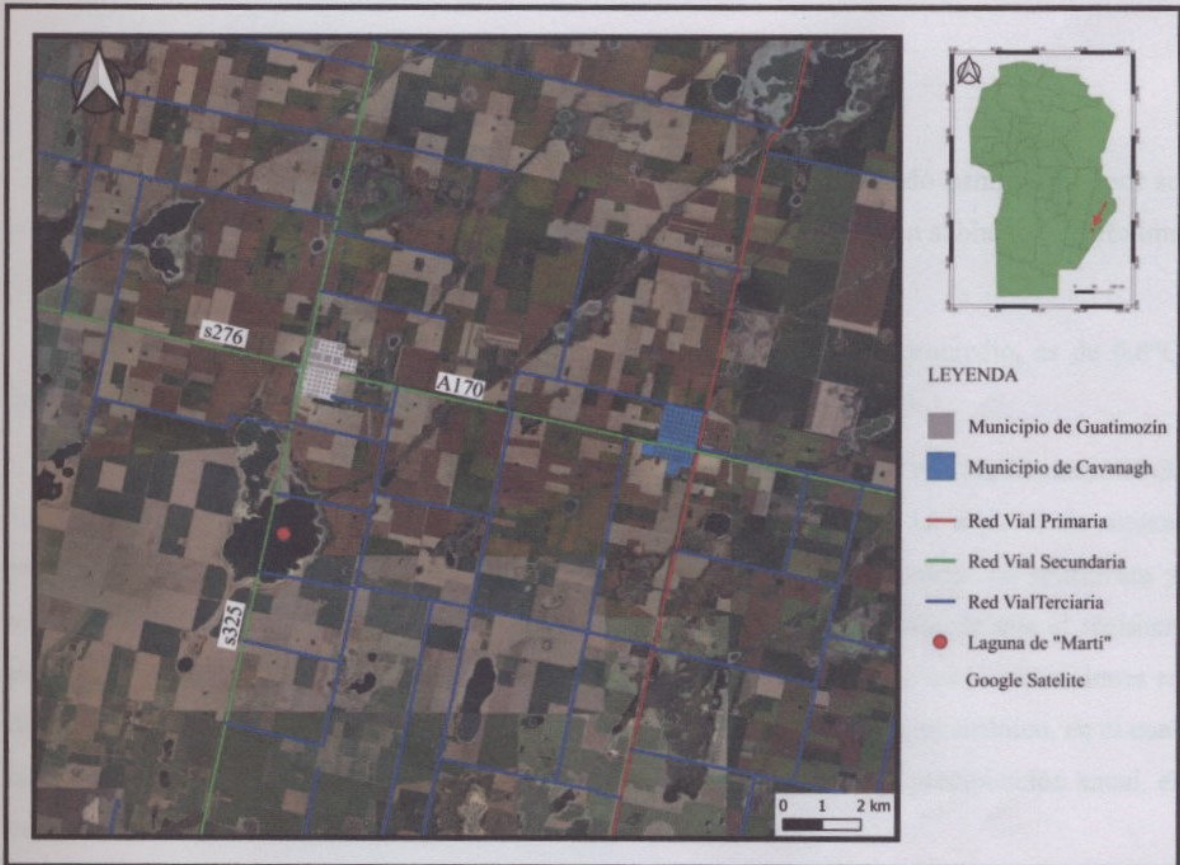 s276
A170
s325
0 1 2 km
LEYENDA
Municipio de Guatimozín
Municipio de Cavanagh
Red Vial Primaria
Red Vial Secundaria
Red VialTerciaria
Laguna de "Martí"
Google Satelite